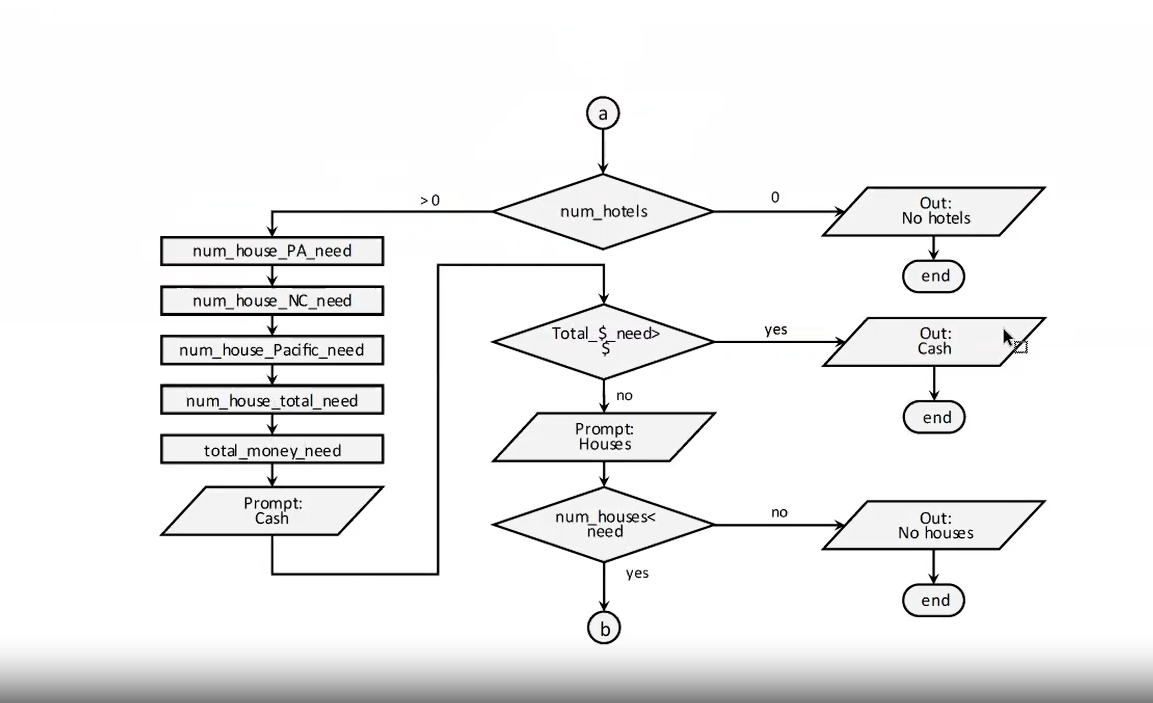 a
num_hotels
> 0
0
Out:
No hotels
end
num_house_PA_need
num_house_NC_need
num_house_Pacific_need
num_house_total_need
total_money_need
Prompt:
Cash
Total_$_need>
$
yes
Out:
Cash
end
no
Prompt:
Houses
num_houses<
need
no
Out:
No houses
end
yes
b